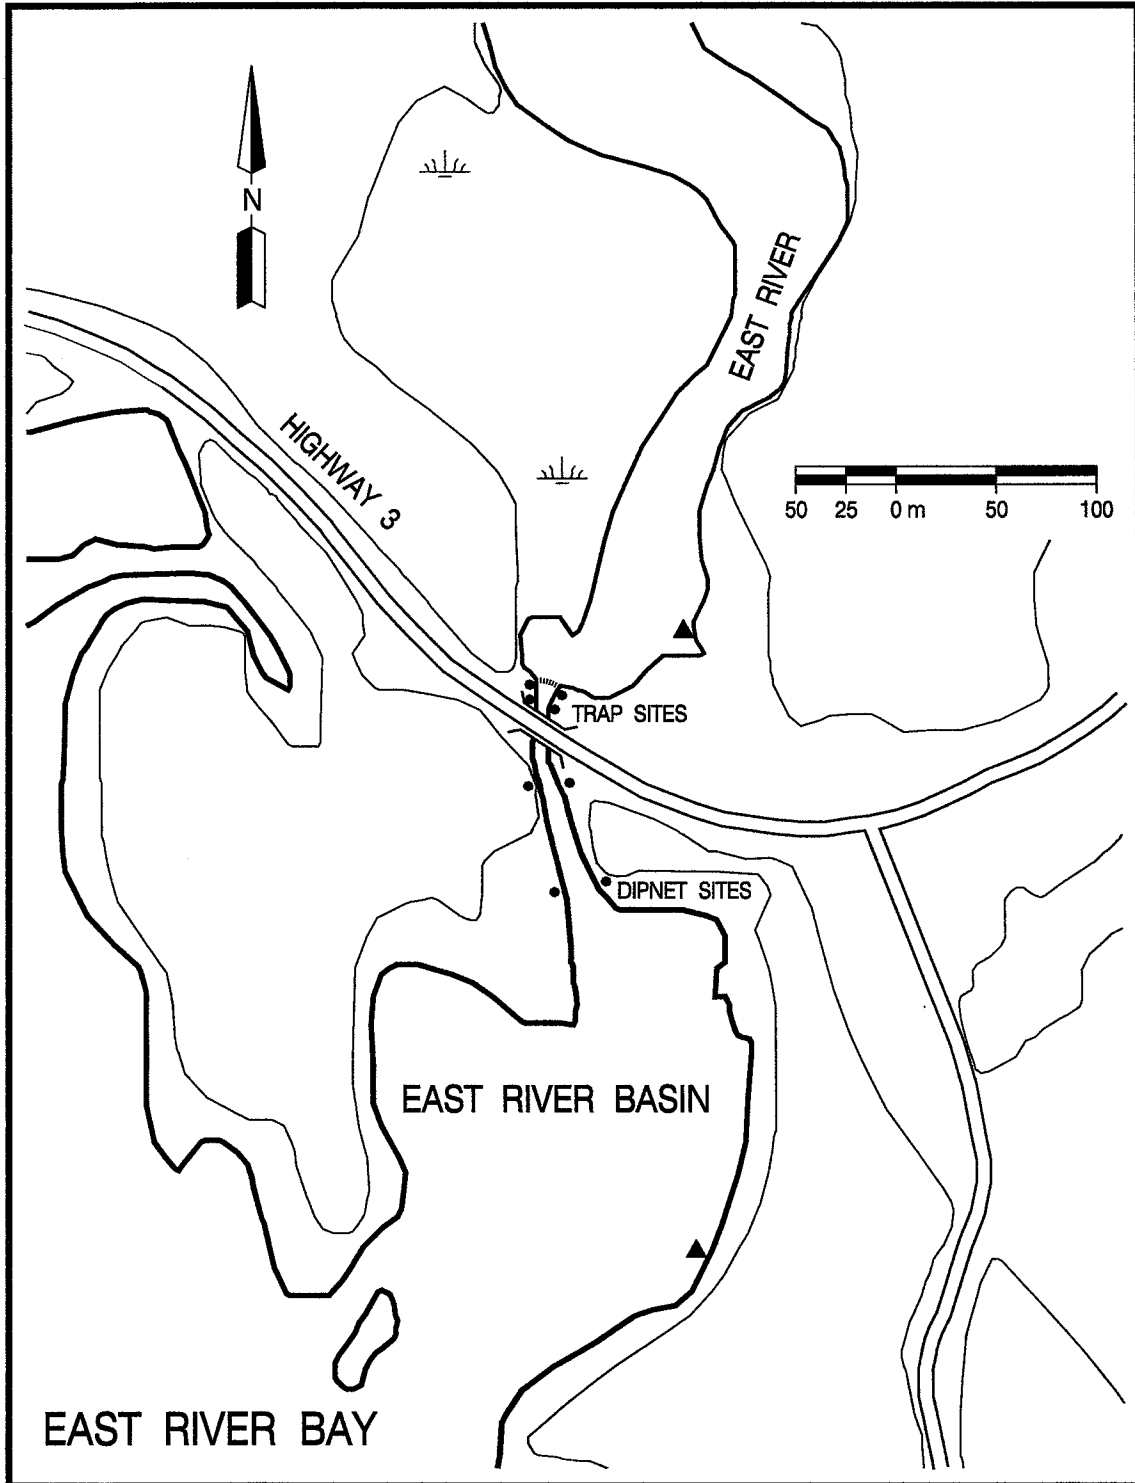 N
EAST RIVER
HIGHWAY 3
50 25 0 m 50 100
TRAP SITES
DIPNET SITES
EAST RIVER BASIN
EAST RIVER BAY